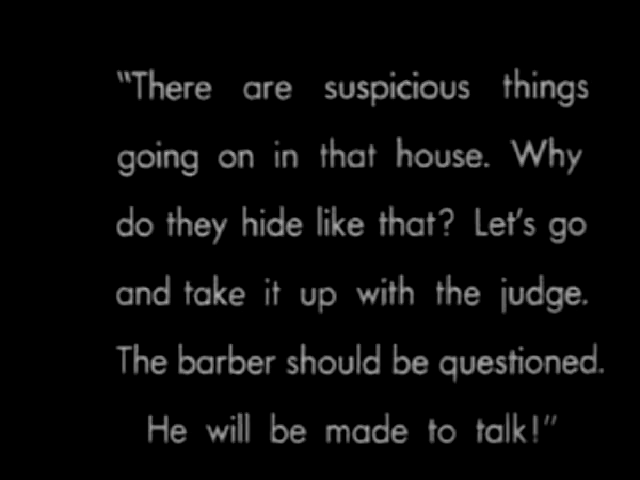 "There are suspicious things
going on in that house. Why
do they hide like that? Let's go
and take it up with the judge.
The barber should be questioned.
He will be made to talk!"